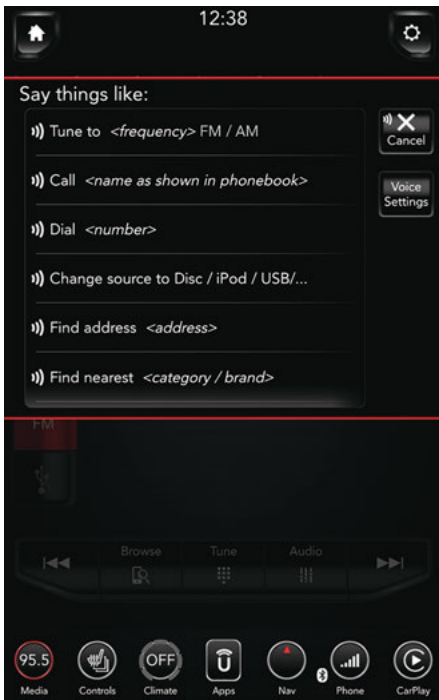 12:38
Say things like:
Tune to <frequency> FM / AM
Cancel
Call <name as shown in phonebook>
Voice
Settings
Dial <number>
Change source to Disc / iPod / USB/...
Find address <address>
Find nearest <category / brand>
FM
Browse Tune Audio
95.5 OFF
Media Controls Climate Apps Nav Phone CarPlay